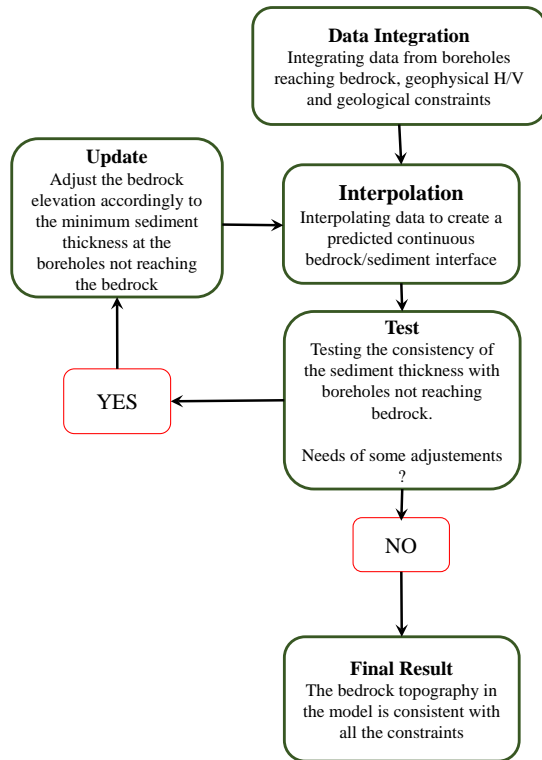 Data Integration
Integrating data from boreholes
reaching bedrock, geophysical H/V
and geological constraints
Update
Adjust the bedrock
elevation accordingly to
the minimum sediment
thickness at the
boreholes not reaching
the bedrock
Interpolation
Interpolating data to create a
predicted continuous
bedrock/sediment interface
Test
Testing the consistency of
the sediment thickness with
boreholes not reaching
bedrock.
Needs of some adjustements
?
YES
NO
Final Result
The bedrock topography in
the model is consistent with
all the constraints